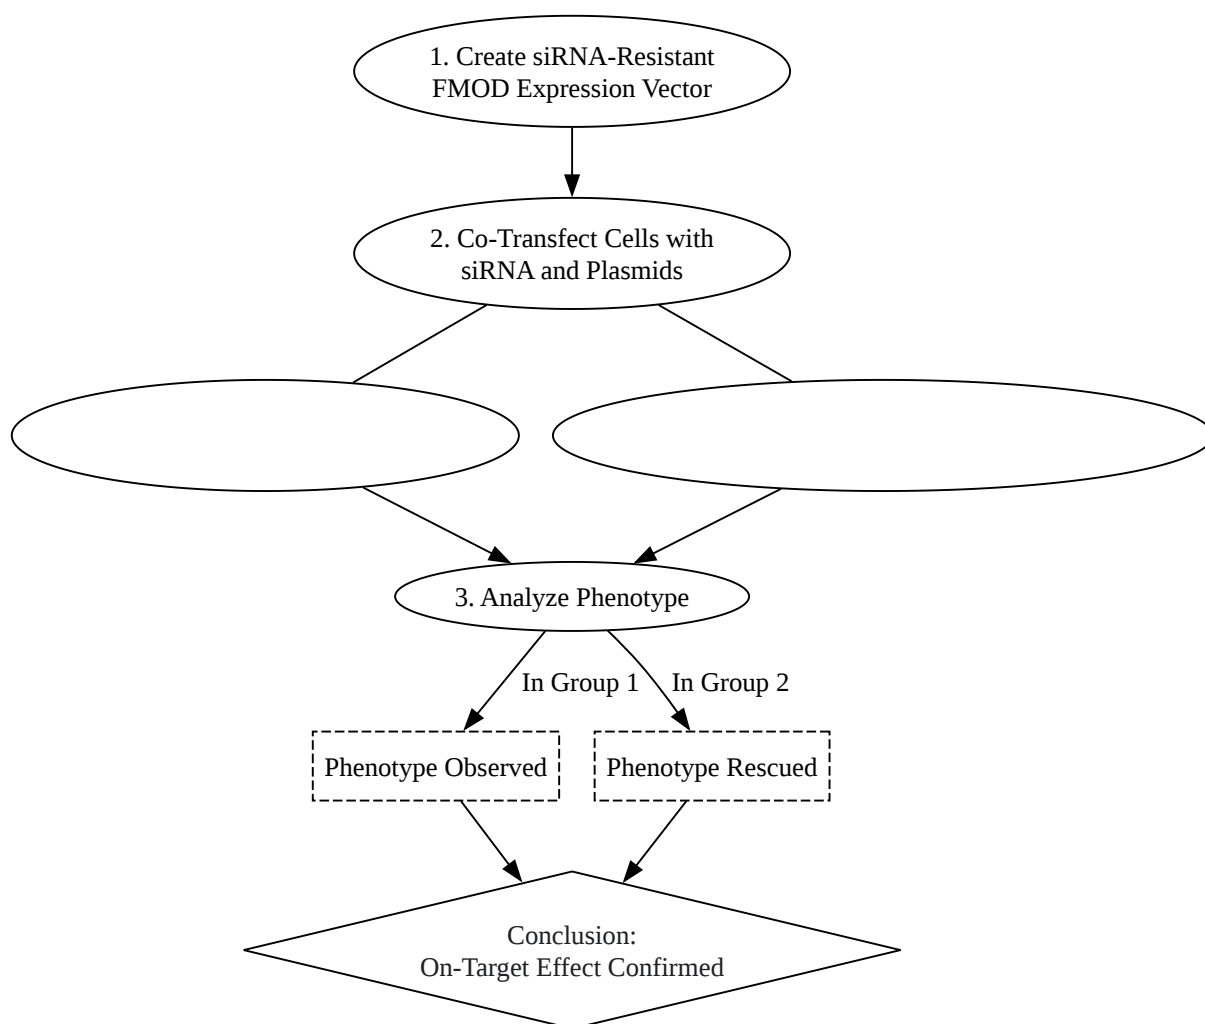 1. Create siRNA-Resistant
FMOD Expression Vector
2. Co-Transfect Cells with
siRNA and Plasmids
3. Analyze Phenotype
In Group 1
In Group 2
Phenotype Observed
Phenotype Rescued
Conclusion:
On-Target Effect Confirmed